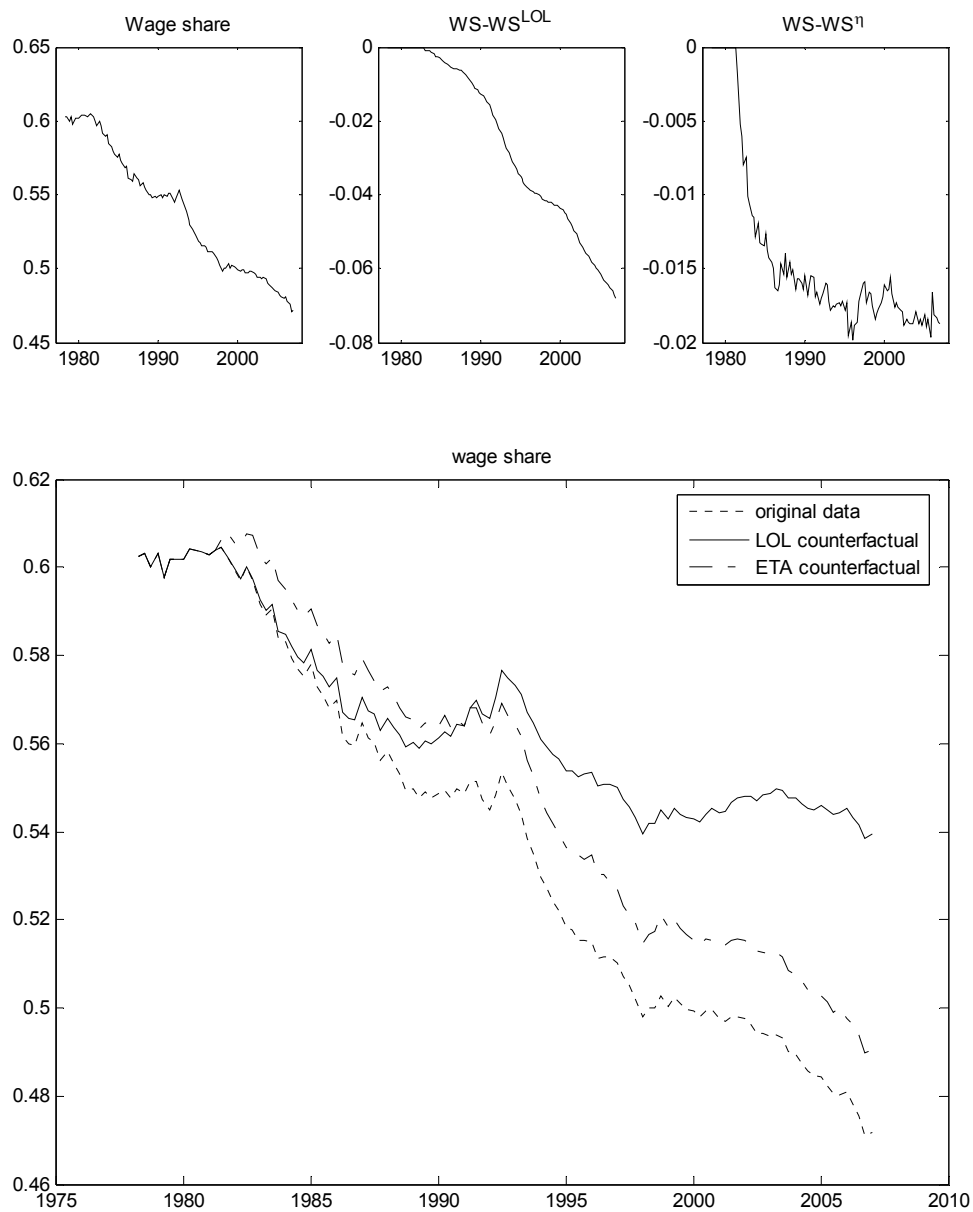 Wage share
0.65
0.6
0.55
0.5
0.45
1980 1990 2000
WS-WS^LOL
0
-0.02
-0.04
-0.06
-0.08
1980 1990 2000
WS-WS^η
0
-0.005
-0.01
-0.015
-0.02
1980 1990 2000
wage share
0.62
0.6
0.58
0.56
0.54
0.52
0.5
0.48
0.46
original data
LOL counterfactual
ETA counterfactual
1975 1980 1985 1990 1995 2000 2005 2010